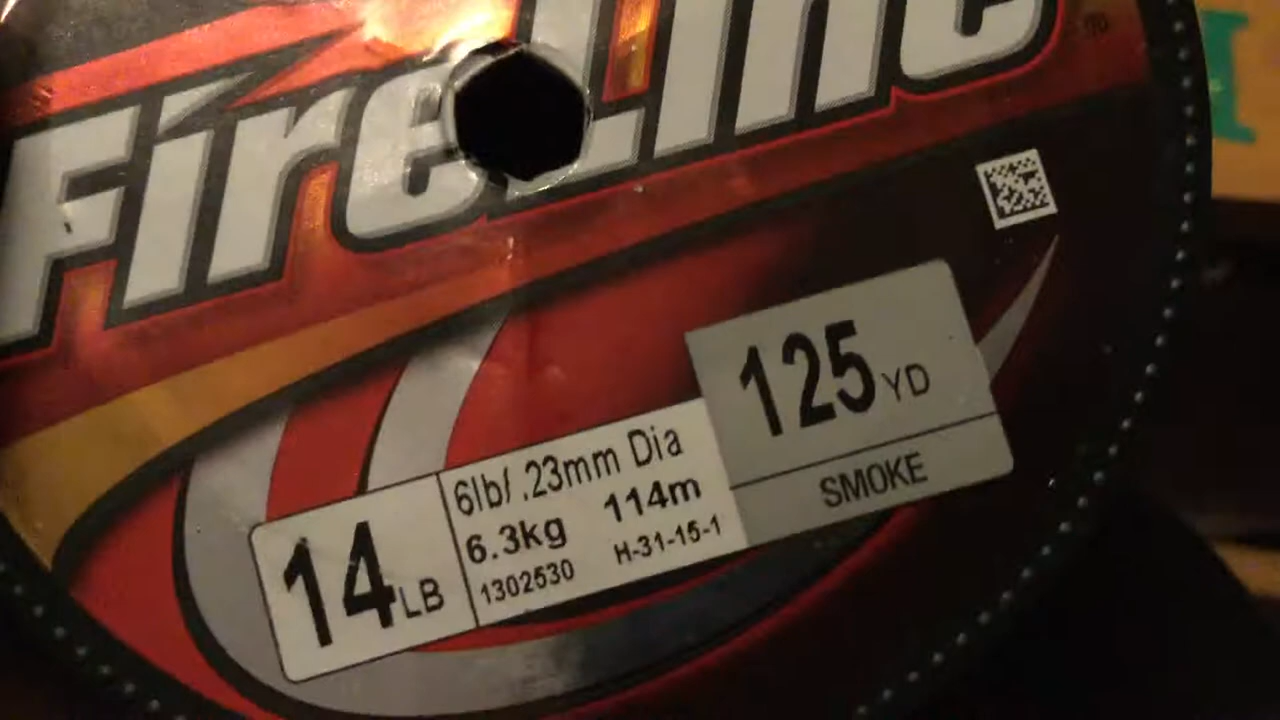 FireLine
125 YD
SMOKE
14 LB
6lb/ .23mm Dia
6.3kg 114m
1302530 H-31-15-1